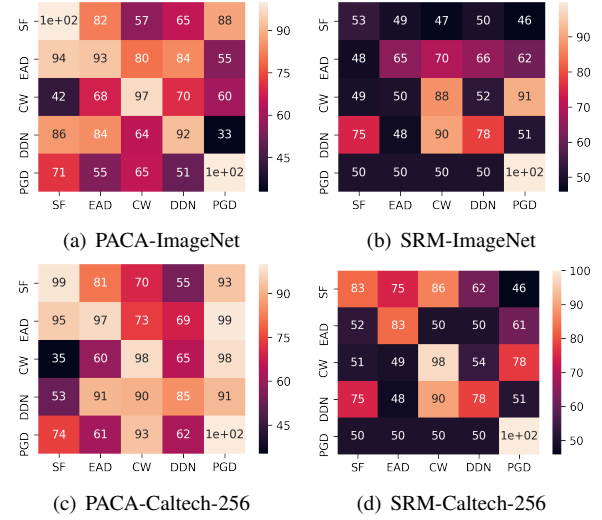 SF 1e+02 82 57 65 88
EAD 94 93 80 84 55
CW 42 68 97 70 60
DDN 86 84 64 92 33
PGD 71 55 65 51 1e+02
SF EAD CW DDN PGD
90
75
60
45
(a) PACA-ImageNet
SF 53 49 47 50 46
EAD 48 65 70 66 62
CW 49 50 88 52 91
DDN 75 48 90 78 51
PGD 50 50 50 50 1e+02
SF EAD CW DDN PGD
90
80
70
60
50
(b) SRM-ImageNet
SF 99 81 70 55 93
EAD 95 97 73 69 99
CW 35 60 98 65 98
DDN 53 91 90 85 91
PGD 74 61 93 62 1e+02
SF EAD CW DDN PGD
90
75
60
45
(c) PACA-Caltech-256
SF 83 75 86 62 46
EAD 52 83 50 50 61
CW 51 49 98 54 78
DDN 75 48 90 78 51
PGD 50 50 50 50 1e+02
SF EAD CW DDN PGD
100
90
80
70
60
50
(d) SRM-Caltech-256